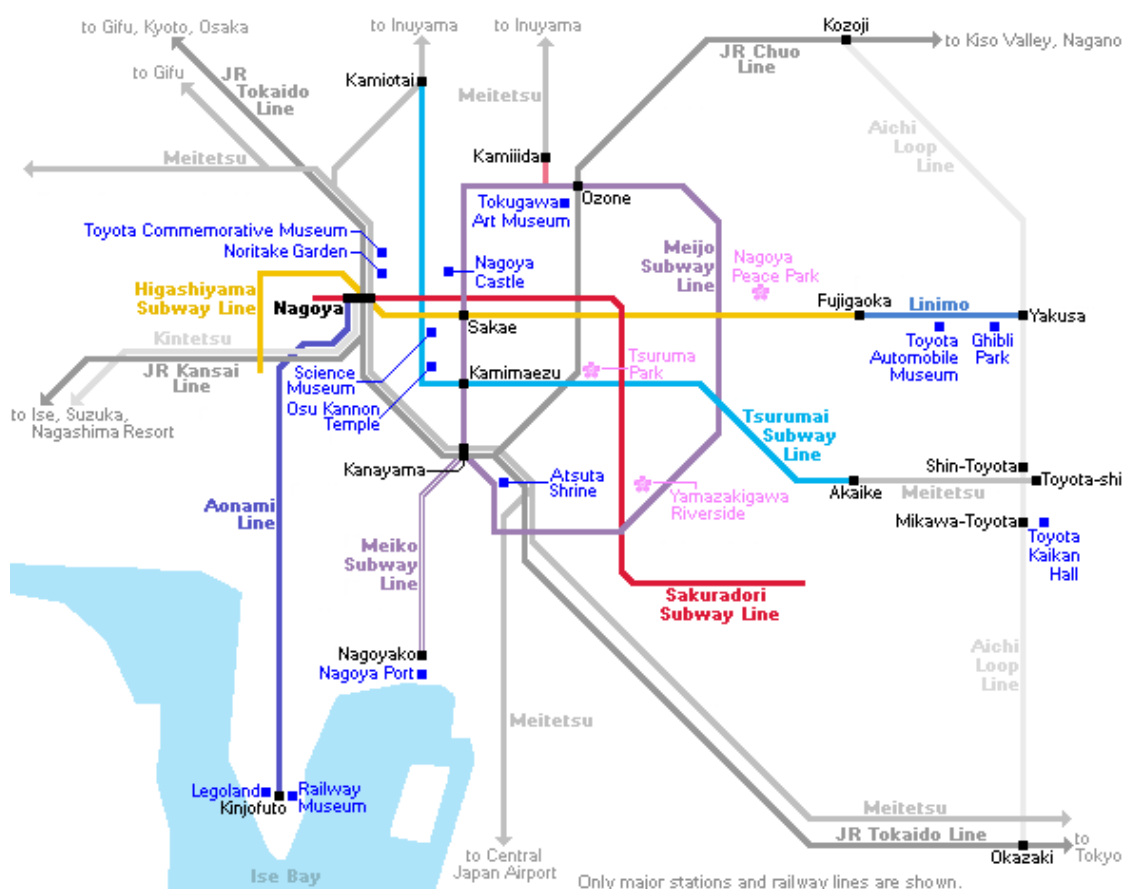 to Gifu, Kyoto, Osaka
to Inuyama
to Inuyama
Kozoji
to Kiso Valley, Nagano
JR Chuo
Line
to Gifu
JR
Tokaido
Line
Kamiotai
Meitetsu
Aichi
Loop
Line
Meitetsu
Kamiiida
Ozone
Tokugawa
Art Museum
Toyota Commemorative Museum
Noritake Garden
Nagoya
Castle
Meijo
Subway
Line
Nagoya
Peace Park
Higashiyama
Subway Line
Nagoya
Fujigaoka
Linimo
Yakusa
Sakae
Kintetsu
JR Kansai
Line
Science
Museum
Osu Kannon
Temple
Kamimaezu
Tsuruma
Park
Toyota
Automobile
Museum
Ghibli
Park
to Ise, Suzuka,
Nagashima Resort
Tsurumai
Subway
Line
Kanayama
Shin-Toyota
Toyota-shi
Akaike
Meitetsu
Atsuta
Shrine
Yamazakigawa
Riverside
Aonami
Line
Mikawa-Toyota
Toyota
Kaikan
Hall
Meiko
Subway
Line
Sakuradori
Subway Line
Nagoyako
Nagoya Port
Aichi
Loop
Line
Meitetsu
Legoland
Kinjofuto
Railway
Museum
Meitetsu
JR Tokaido Line
to
Tokyo
Okazaki
to Central
Japan Airport
Ise Bay
Only major stations and railway lines are shown.